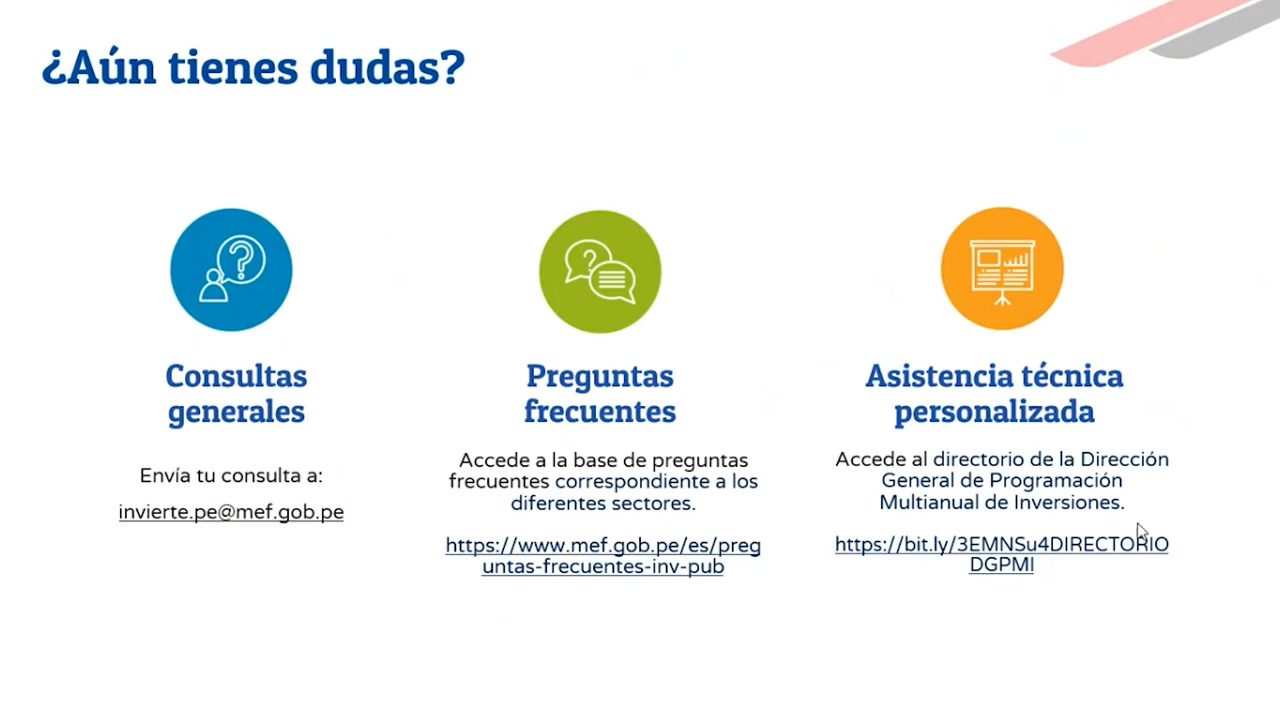 ¿Aún tienes dudas?
Consultas
generales
Envía tu consulta a:
invierte.pe@mef.gob.pe
Preguntas
frecuentes
Accede a la base de preguntas
frecuentes correspondiente a los
diferentes sectores.
https://www.mef.gob.pe/es/preg
untas-frecuentes-inv-pub
Asistencia técnica
personalizada
Accede al directorio de la Dirección
General de Programación
Multianual de Inversiones.
https://bit.ly/3EMNSu4DIRECTORIO
DGPMI